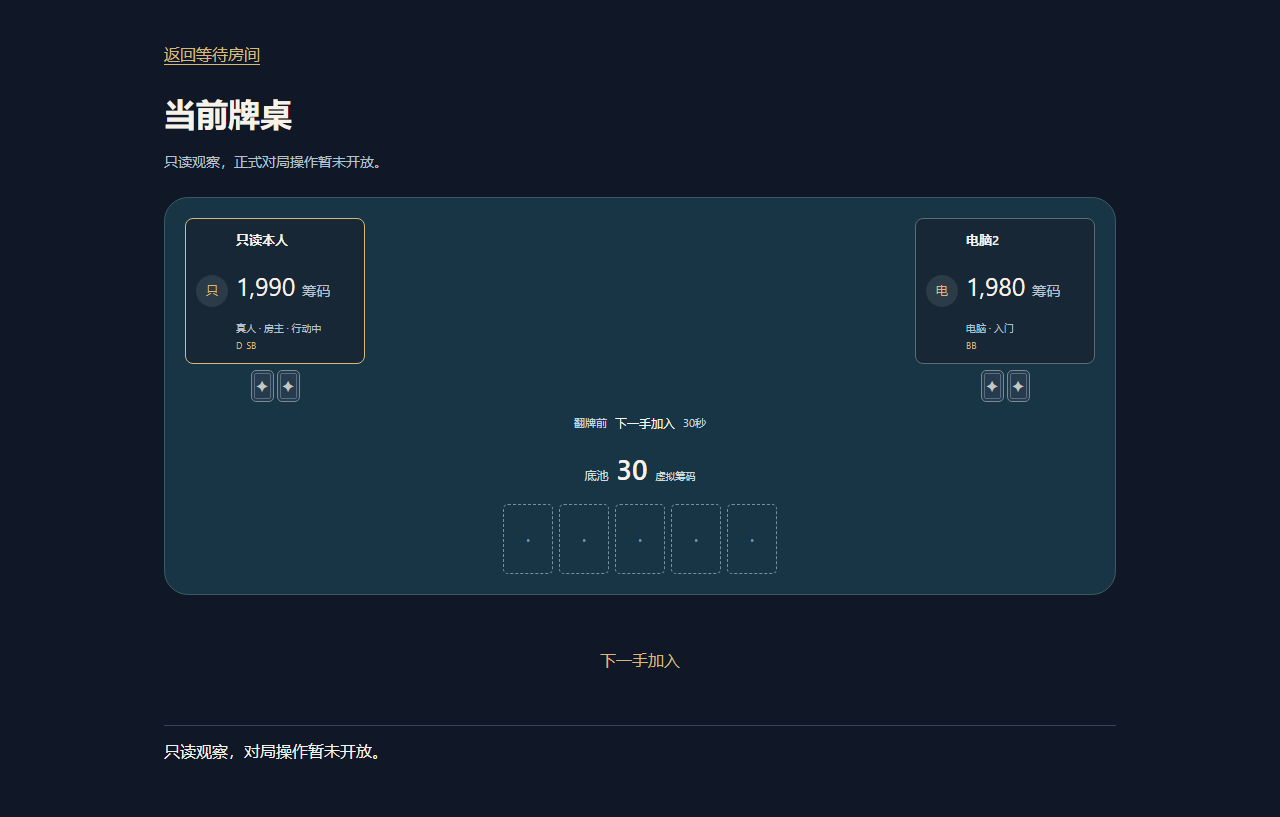 返回等待房间
当前牌桌
只读观察，正式对局操作暂未开放。
只读本人
只
1,990 筹码
真人 · 房主 · 行动中
D SB
电脑2
电
1,980 筹码
电脑 · 入门
BB
翻牌前 下一手加入 30秒
底池 30 虚拟筹码
下一手加入
只读观察，对局操作暂未开放。